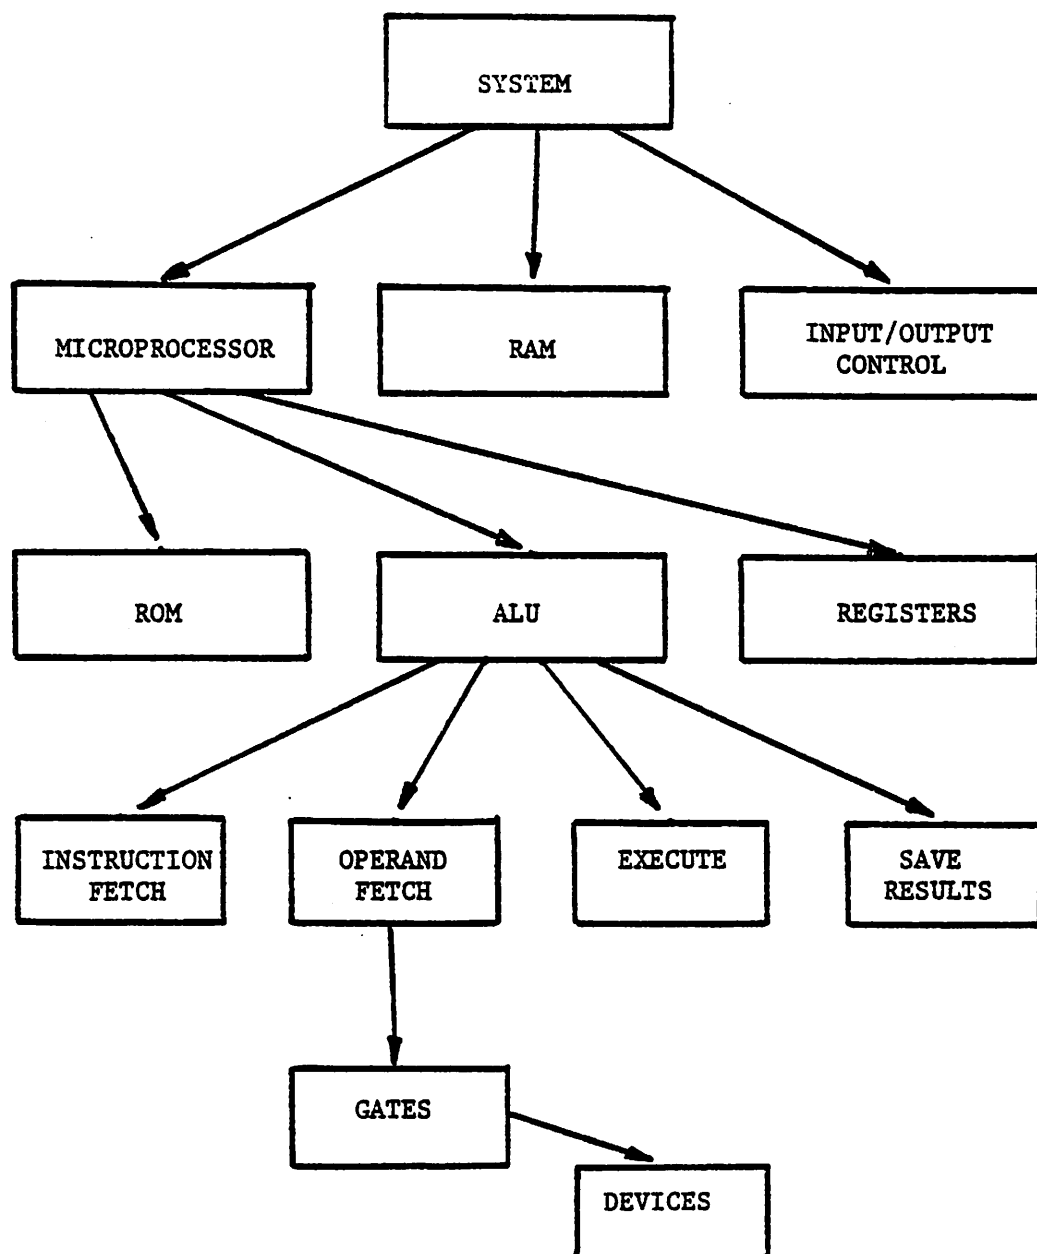 SYSTEM
MICROPROCESSOR
RAM
INPUT/OUTPUT
CONTROL
ROM
ALU
REGISTERS
INSTRUCTION
FETCH
OPERAND
FETCH
EXECUTE
SAVE
RESULTS
GATES
DEVICES